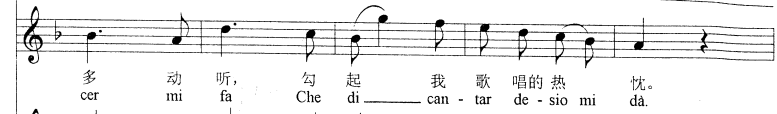 多 动 听， 勾 起 我 歌 唱的 热 忱。
cer mi fa Che di can - tar de - sio mi dà.